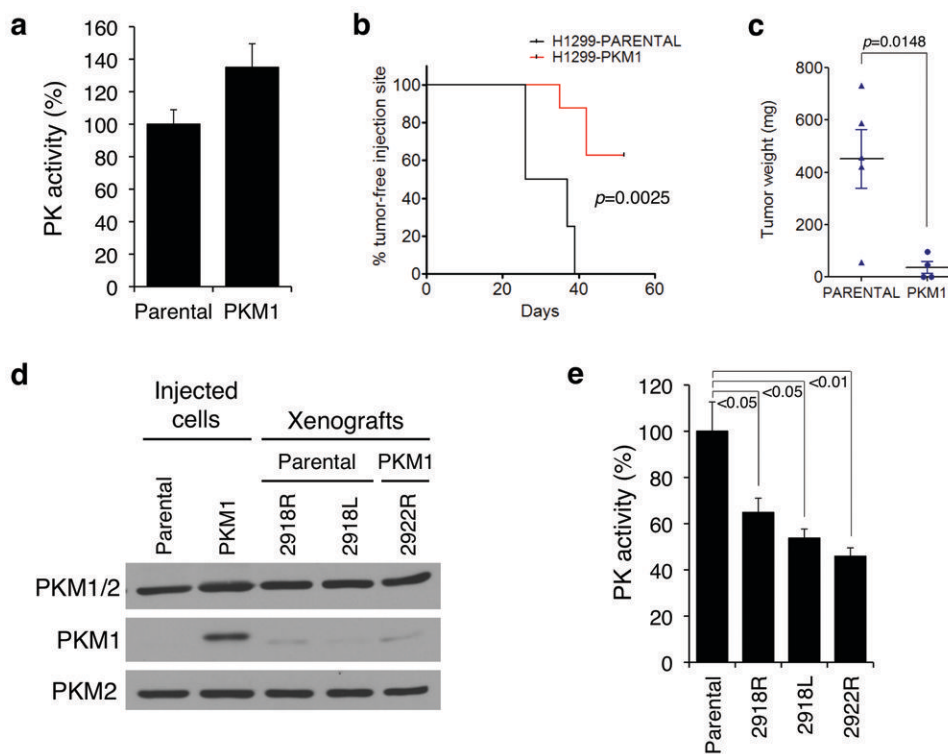 a
160
140
120
100
80
60
40
20
0
PK activity (%)
Parental PKM1
b
H1299-PARENTAL
H1299-PKM1
100
80
60
40
20
0
% tumor-free injection site
p=0.0025
0 20 40 60
Days
c
p=0.0148
800
600
400
200
0
Tumor weight (mg)
PARENTAL PKM1
d
Injected
cells
Xenografts
Parental PKM1
Parental PKM1 2918R 2918L 2922R
PKM1/2
PKM1
PKM2
e
120
100
80
60
40
20
0
PK activity (%)
<0.05 <0.05 <0.01
Parental 2918R 2918L 2922R